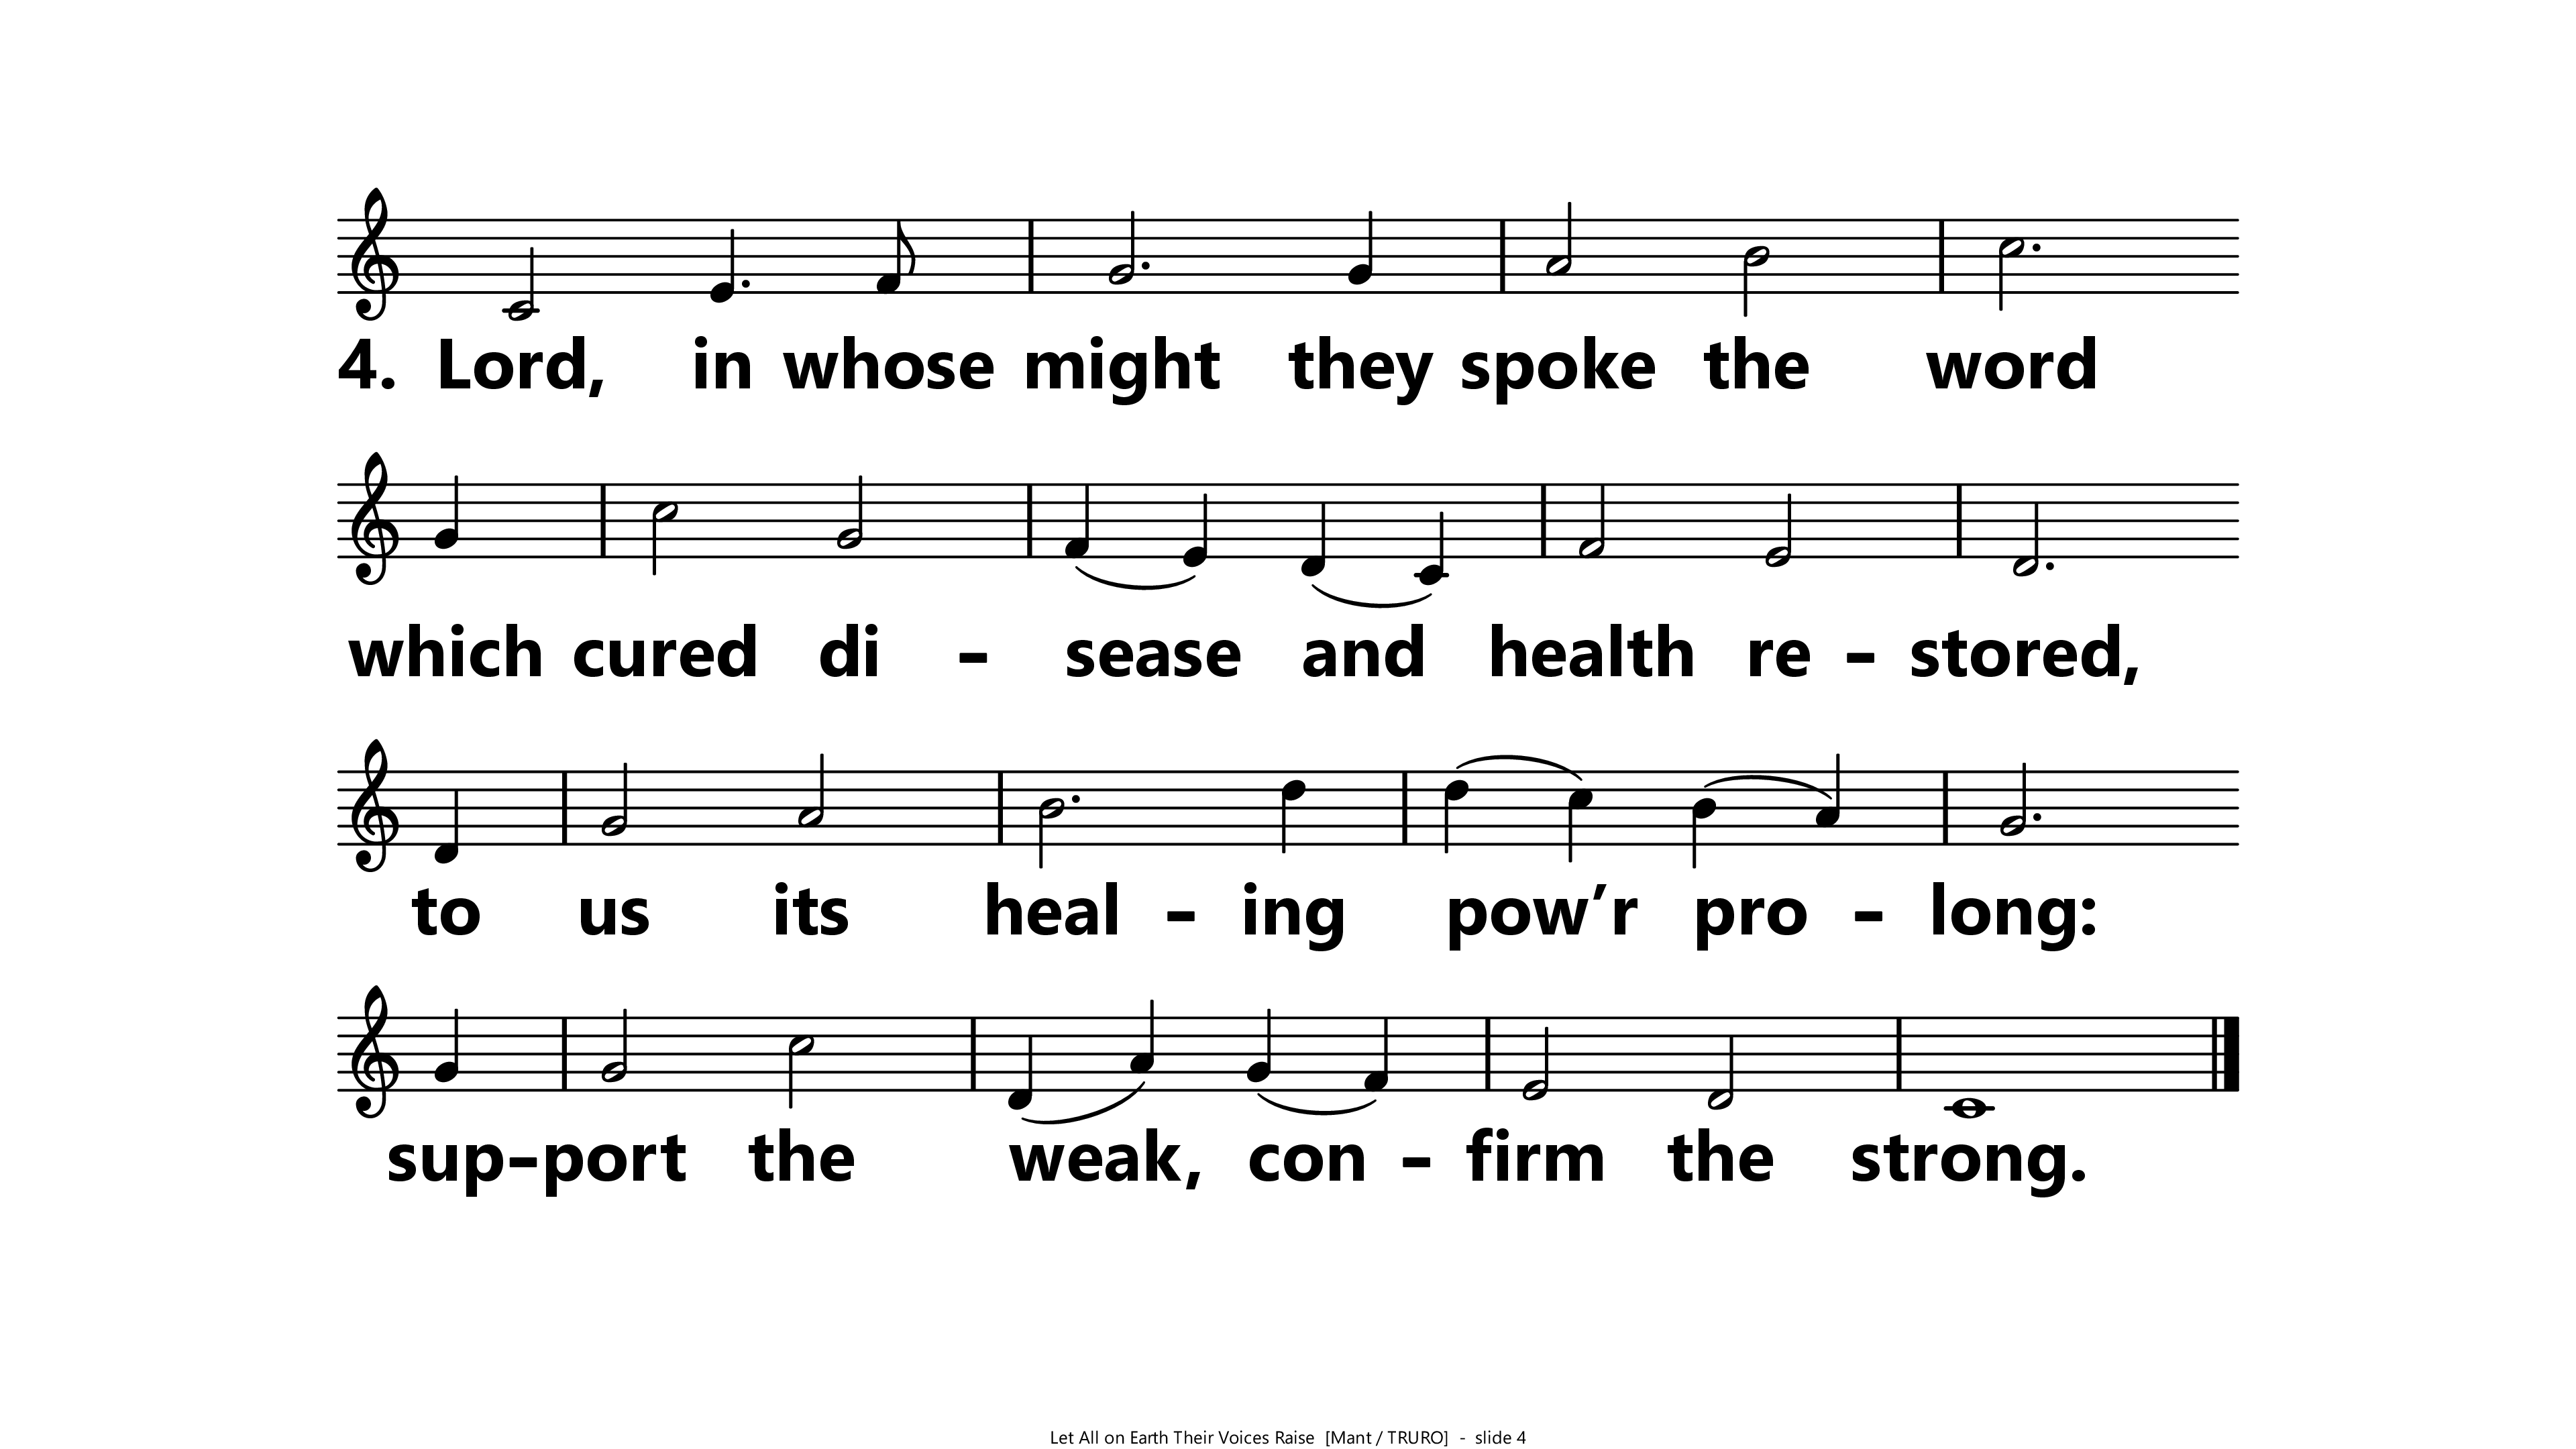 4. Lord, in whose might they spoke the word
which cured di - sease and health re - stored,
to us its heal - ing pow’r pro - long:
sup-port the weak, con - firm the strong.
Let All on Earth Their Voices Raise [Mant / TRURO] - slide 4